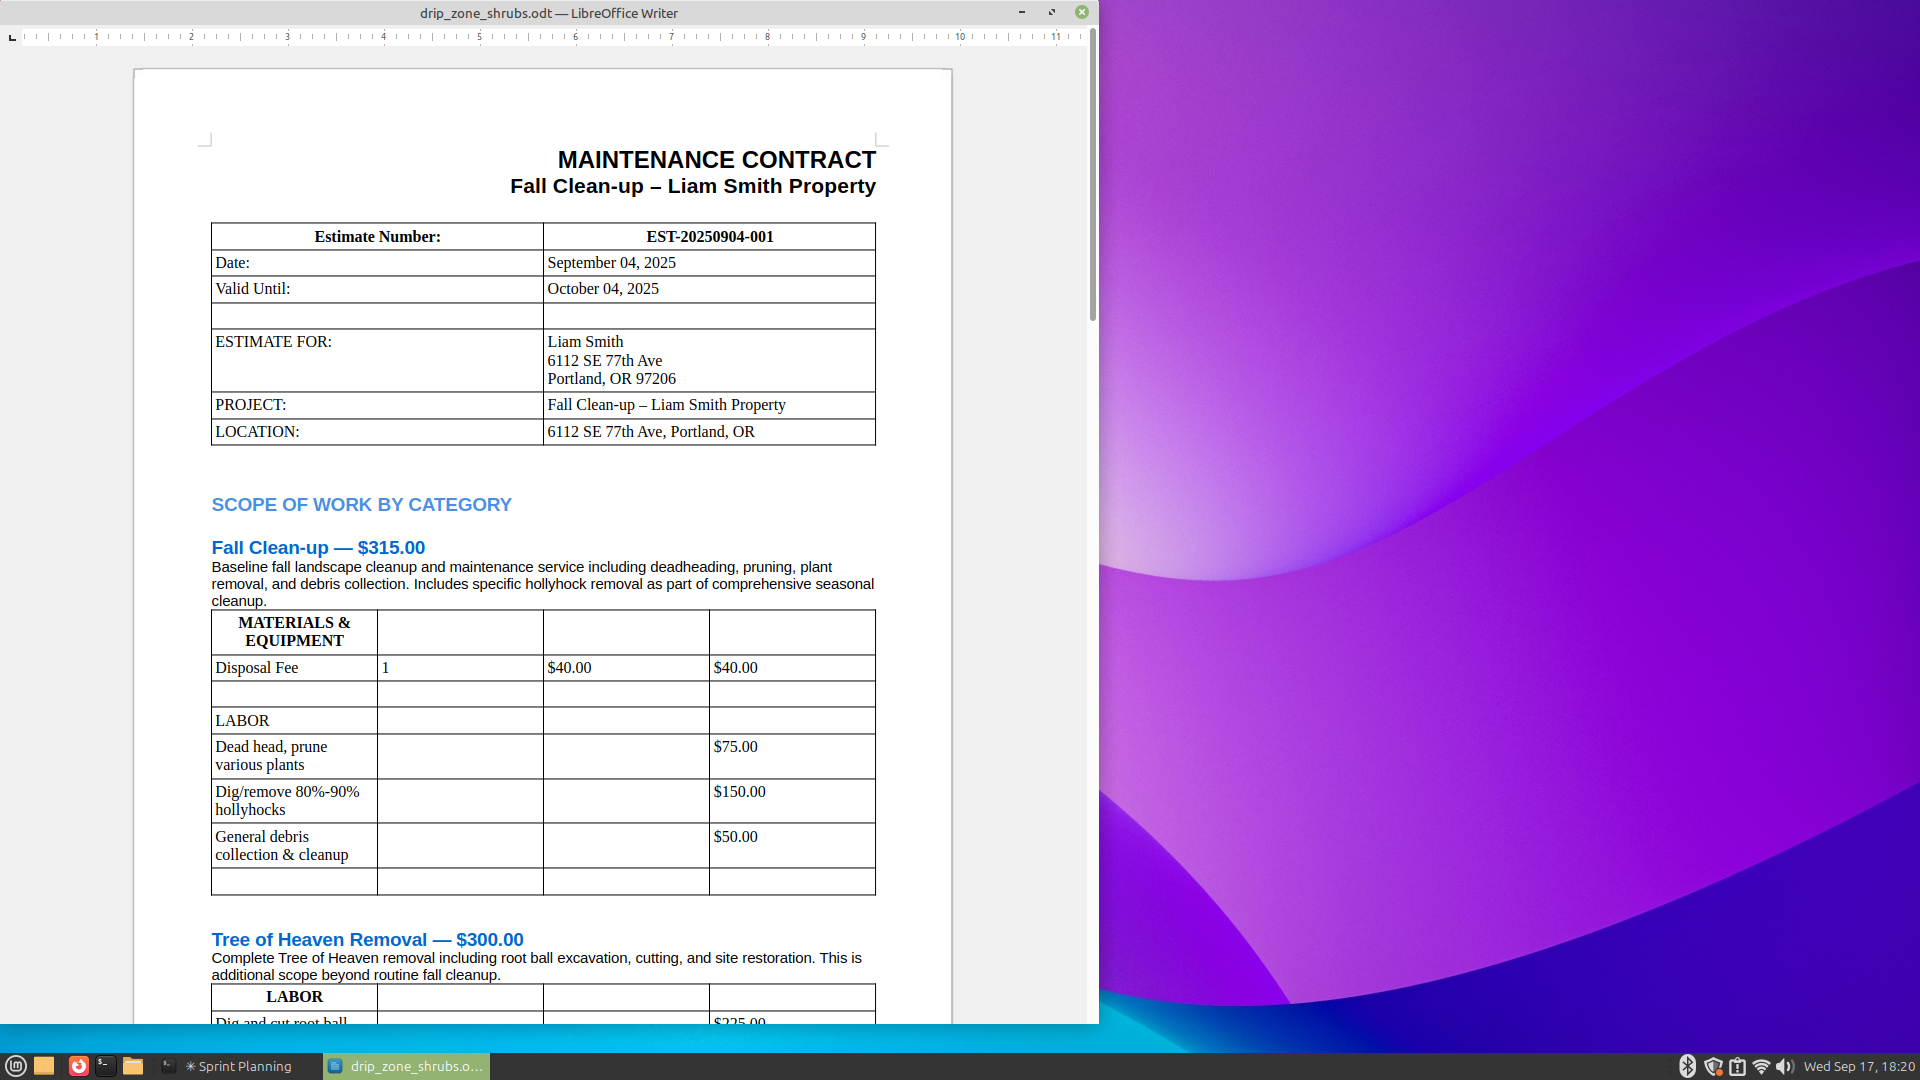 drip_zone_shrubs.odt — LibreOffice Writer
1 2 3 4 5 6 7 8 9 10 11
MAINTENANCE CONTRACT
Fall Clean-up – Liam Smith Property
Estimate Number: EST-20250904-001
Date: September 04, 2025
Valid Until: October 04, 2025
ESTIMATE FOR: Liam Smith
6112 SE 77th Ave
Portland, OR 97206
PROJECT: Fall Clean-up – Liam Smith Property
LOCATION: 6112 SE 77th Ave, Portland, OR
SCOPE OF WORK BY CATEGORY
Fall Clean-up — $315.00
Baseline fall landscape cleanup and maintenance service including deadheading, pruning, plant
removal, and debris collection. Includes specific hollyhock removal as part of comprehensive seasonal
cleanup.
MATERIALS &
EQUIPMENT
Disposal Fee 1 $40.00 $40.00
LABOR
Dead head, prune $75.00
various plants
Dig/remove 80%-90% $150.00
hollyhocks
General debris $50.00
collection & cleanup
Tree of Heaven Removal — $300.00
Complete Tree of Heaven removal including root ball excavation, cutting, and site restoration. This is
additional scope beyond routine fall cleanup.
LABOR
Dig and cut root ball $225.00
✳ Sprint Planning
drip_zone_shrubs.o...
Wed Sep 17, 18:20